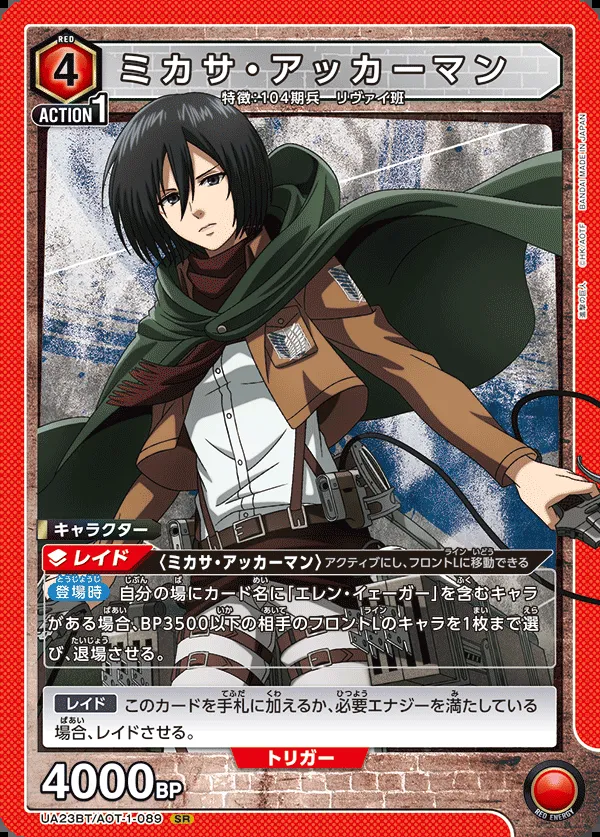 RED
4
ミカサ・アッカーマン
ACTION 1
特徴:104期兵 リヴァイ班
進撃の巨人 ©HK/AOTF BANDAI MADE IN JAPAN
キャラクター
レイド 〈ミカサ・アッカーマン〉アクティブにし、フロントLに移動できる
登場時 自分の場にカード名に「エレン・イェーガー」を含むキャラ
がある場合、BP3500以下の相手のフロントLのキャラを1枚まで選
び、退場させる。
レイド このカードを手札に加えるか、必要エナジーを満たしている
場合、レイドさせる。
トリガー
4000BP
UA23BT/AOT-1-089 SR
RED ENERGY